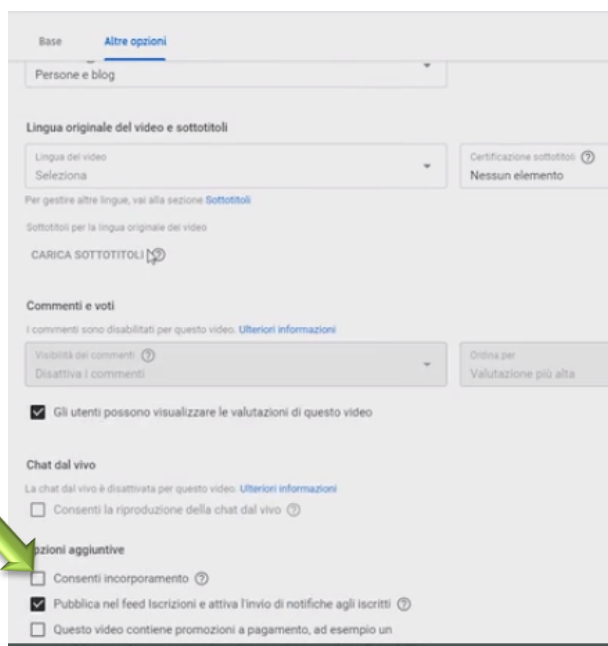 Base Altre opzioni
Persone e blog
Lingua originale del video e sottotitoli
Lingua del video Certificazione sottotitoli
Seleziona Nessun elemento
Per gestire altre lingue, vai alla sezione Sottotitoli
Sottotitoli per la lingua originale del video
CARICA SOTTOTITOLI
Commenti e voti
I commenti sono disabilitati per questo video. Ulteriori informazioni
Visibilità dei commenti Ordina per
Disattiva i commenti Valutazione più alta
Gli utenti possono visualizzare le valutazioni di questo video
Chat dal vivo
La chat dal vivo è disattivata per questo video. Ulteriori informazioni
Consenti la riproduzione della chat dal vivo
pzioni aggiuntive
Consenti incorporamento
Pubblica nel feed Iscrizioni e attiva l'invio di notifiche agli iscritti
Questo video contiene promozioni a pagamento, ad esempio un